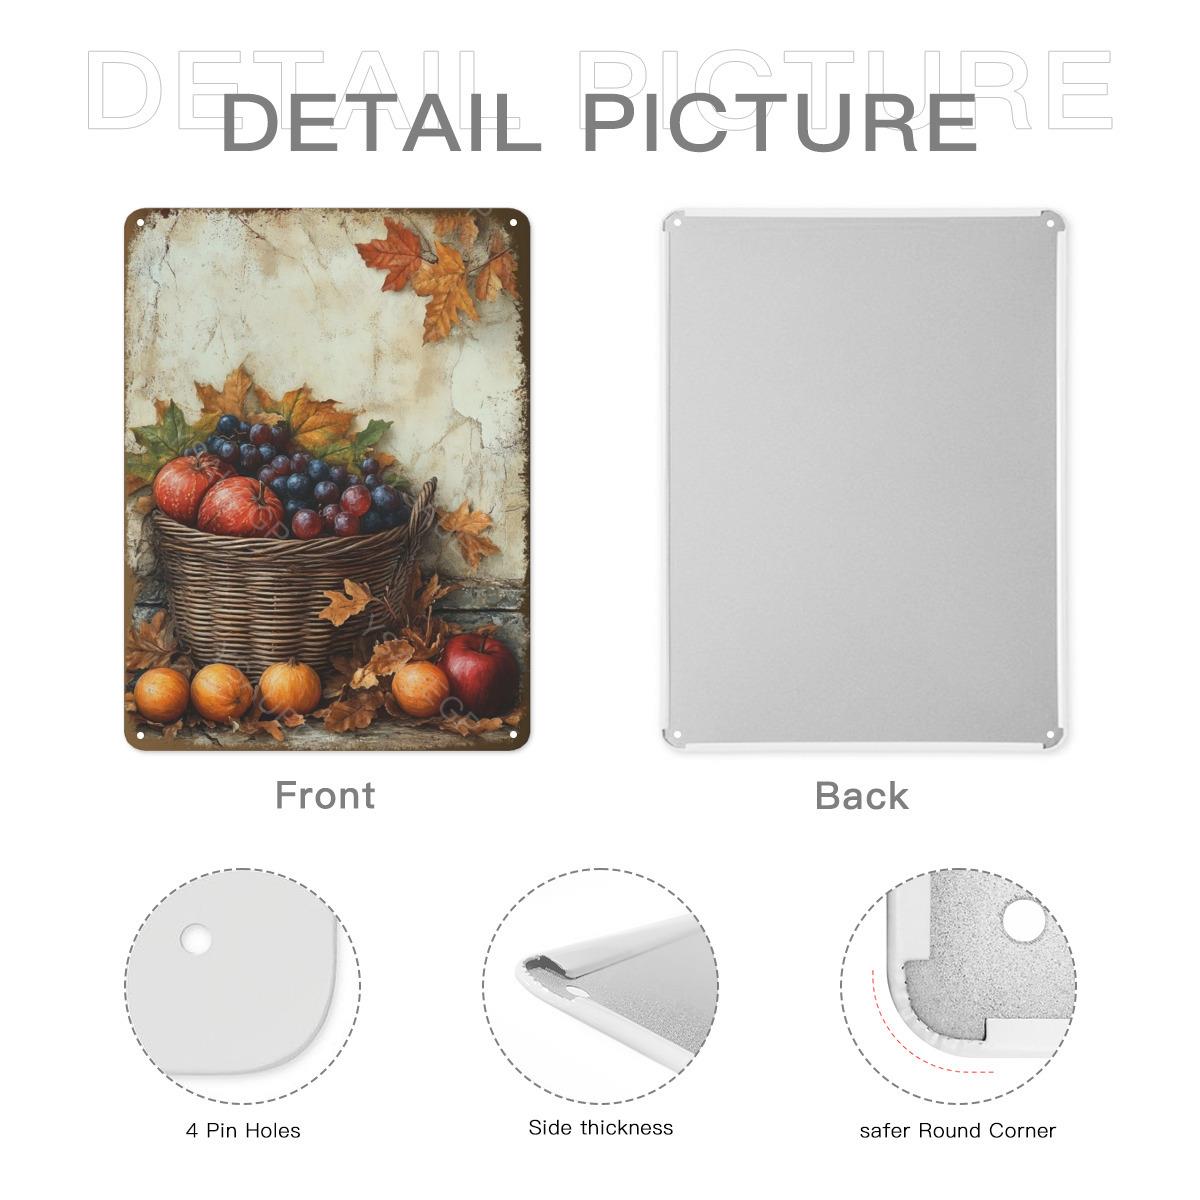 DETAIL PICTURE
DETAIL PICTURE
Front
Back
4 Pin Holes
Side thickness
safer Round Corner